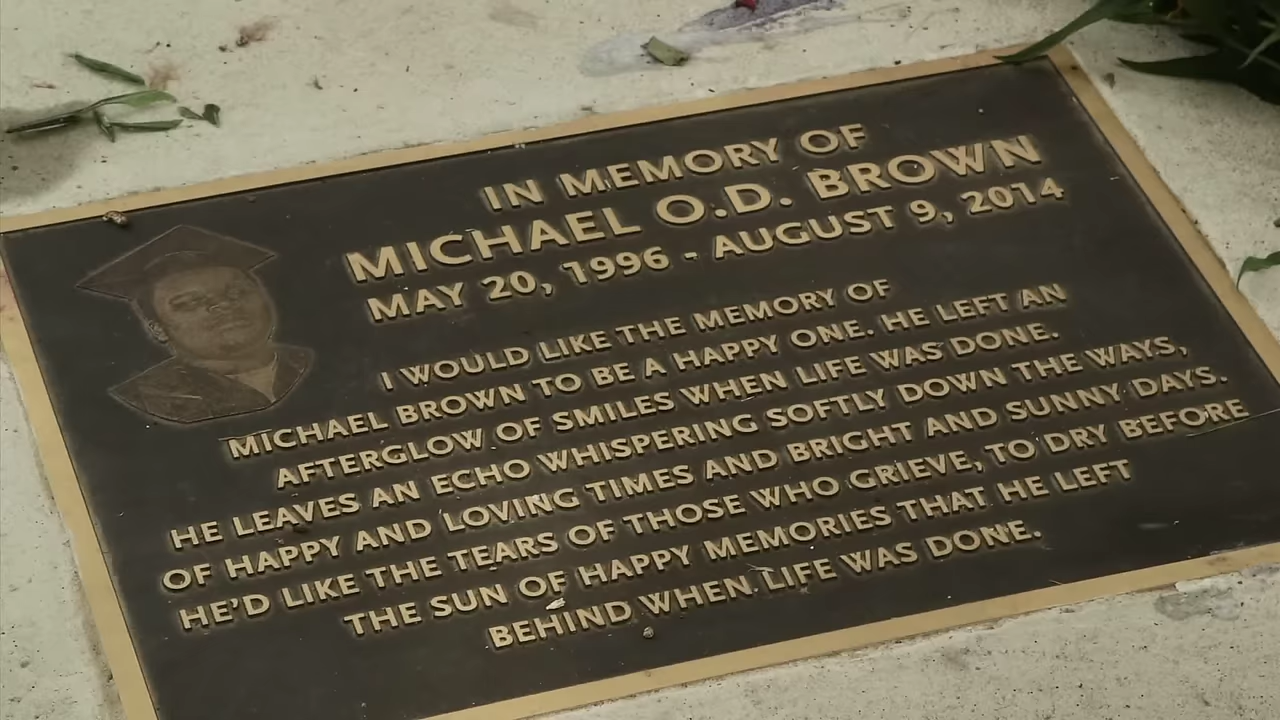 IN MEMORY OF
MICHAEL O.D. BROWN
MAY 20, 1996 - AUGUST 9, 2014
I WOULD LIKE THE MEMORY OF
MICHAEL BROWN TO BE A HAPPY ONE. HE LEFT AN
AFTERGLOW OF SMILES WHEN LIFE WAS DONE.
HE LEAVES AN ECHO WHISPERING SOFTLY DOWN THE WAYS,
OF HAPPY AND LOVING TIMES AND BRIGHT AND SUNNY DAYS.
HE'D LIKE THE TEARS OF THOSE WHO GRIEVE, TO DRY BEFORE
THE SUN OF HAPPY MEMORIES THAT HE LEFT
BEHIND WHEN LIFE WAS DONE.